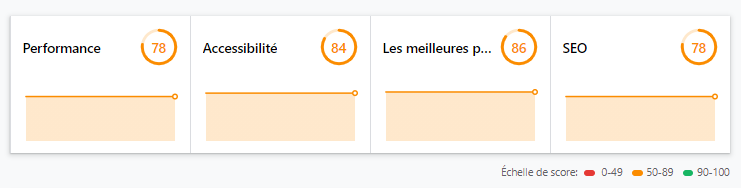 Performance 78
Accessibilité 84
Les meilleures p... 86
SEO 78
Échelle de score: 0-49 50-89 90-100